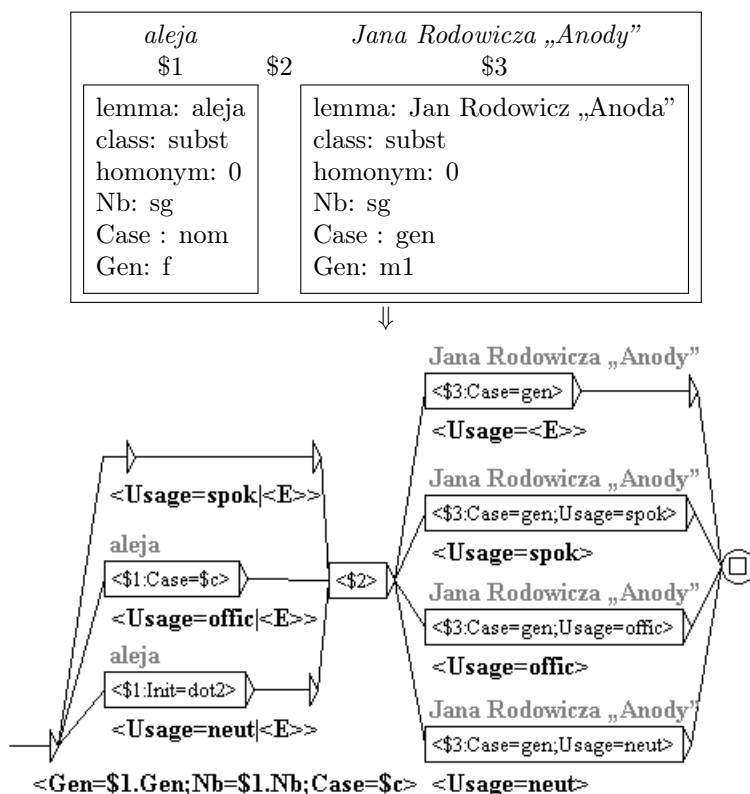 aleja Jana Rodowicza „Anody”
$1 $2 $3
lemma: aleja
class: subst
homonym: 0
Nb: sg
Case : nom
Gen: f
lemma: Jan Rodowicz „Anoda”
class: subst
homonym: 0
Nb: sg
Case : gen
Gen: m1
⇓
<Usage=spok|<E>>
aleja
<$1:Case=$c>
<Usage=offic|<E>>
aleja
<$1:Init=dot2>
<Usage=neut|<E>>
<Gen=$1.Gen;Nb=$1.Nb;Case=$c>
<$2>
Jana Rodowicza „Anody”
<$3:Case=gen>
<Usage=<E>>
Jana Rodowicza „Anody”
<$3:Case=gen;Usage=spok>
<Usage=spok>
Jana Rodowicza „Anody”
<$3:Case=gen;Usage=offic>
<Usage=offic>
Jana Rodowicza „Anody”
<$3:Case=gen;Usage=neut>
<Usage=neut>